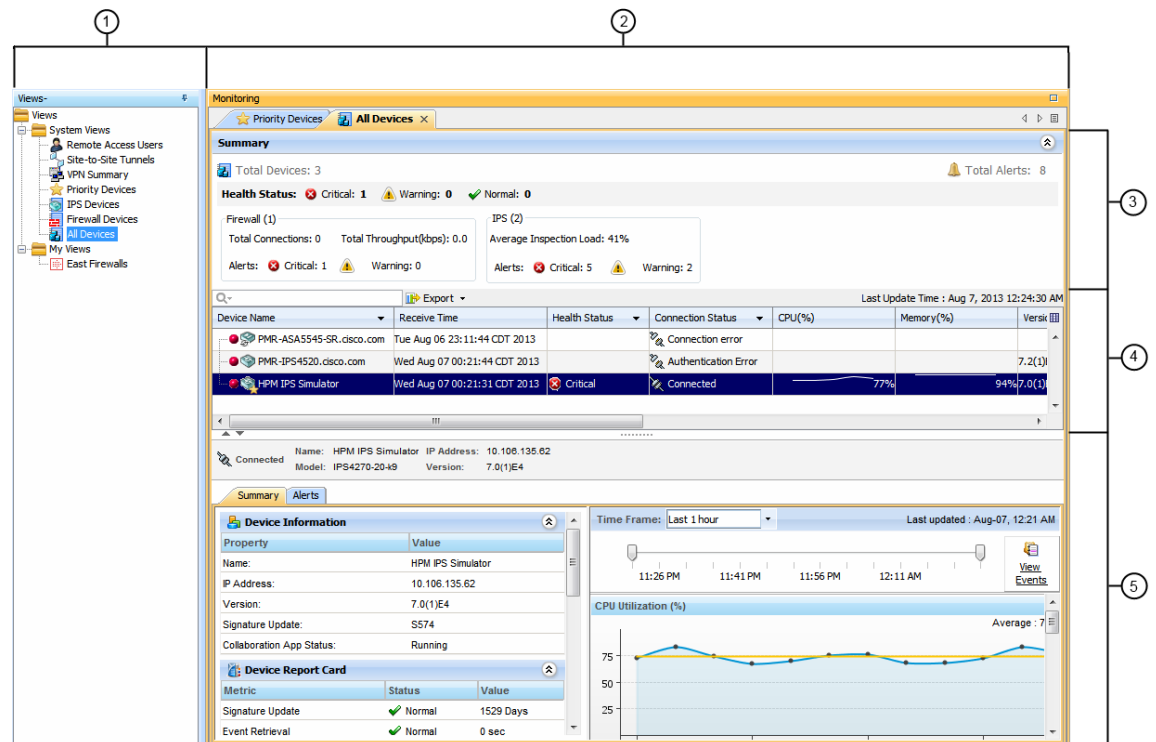 1
2
Views-
Views
System Views
Remote Access Users
Site-to-Site Tunnels
VPN Summary
Priority Devices
IPS Devices
Firewall Devices
All Devices
My Views
East Firewalls
Monitoring
Priority Devices
All Devices
Summary
Total Devices: 3
Total Alerts: 8
Health Status: Critical: 1 Warning: 0 Normal: 0
Firewall (1)
Total Connections: 0 Total Throughput(kbps): 0.0
Alerts: Critical: 1 Warning: 0
IPS (2)
Average Inspection Load: 41%
Alerts: Critical: 5 Warning: 2
3
Export
Last Update Time : Aug 7, 2013 12:24:30 AM
Device Name Receive Time Health Status Connection Status CPU(%) Memory(%) Versic
PMR-ASA5545-SR.cisco.com Tue Aug 06 23:11:44 CDT 2013 Connection error
PMR-IPS4520.cisco.com Wed Aug 07 00:21:44 CDT 2013 Authentication Error 7.2(1)
HPM IPS Simulator Wed Aug 07 00:21:31 CDT 2013 Critical Connected 77% 94% 7.0(1)
4
Connected
Name: HPM IPS Simulator IP Address: 10.106.135.62
Model: IPS4270-20-k9 Version: 7.0(1)E4
Summary
Alerts
Device Information
Property Value
Name: HPM IPS Simulator
IP Address: 10.106.135.62
Version: 7.0(1)E4
Signature Update: S574
Collaboration App Status: Running
Device Report Card
Metric Status Value
Signature Update Normal 1529 Days
Event Retrieval Normal 0 sec
Time Frame: Last 1 hour
Last updated : Aug-07, 12:21 AM
11:26 PM 11:41 PM 11:56 PM 12:11 AM
View
Events
CPU Utilization (%)
Average : 7
75
50
25
5